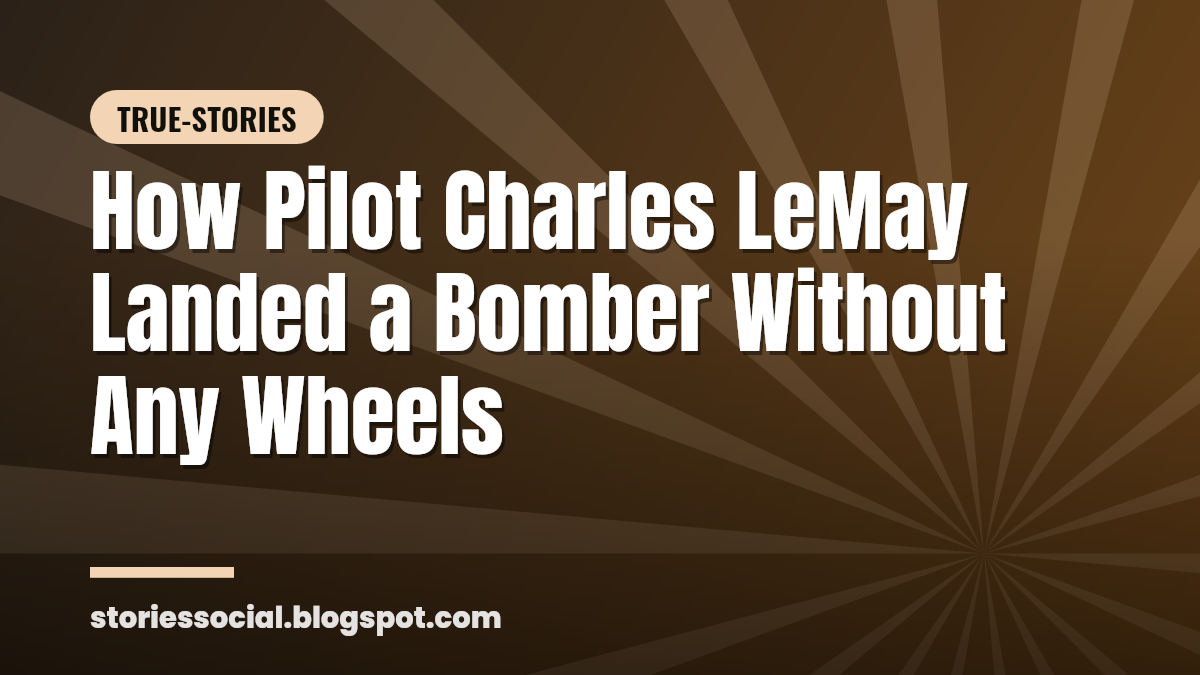 TRUE-STORIES
How Pilot Charles LeMay
Landed a Bomber Without
Any Wheels
storiessocial.blogspot.com